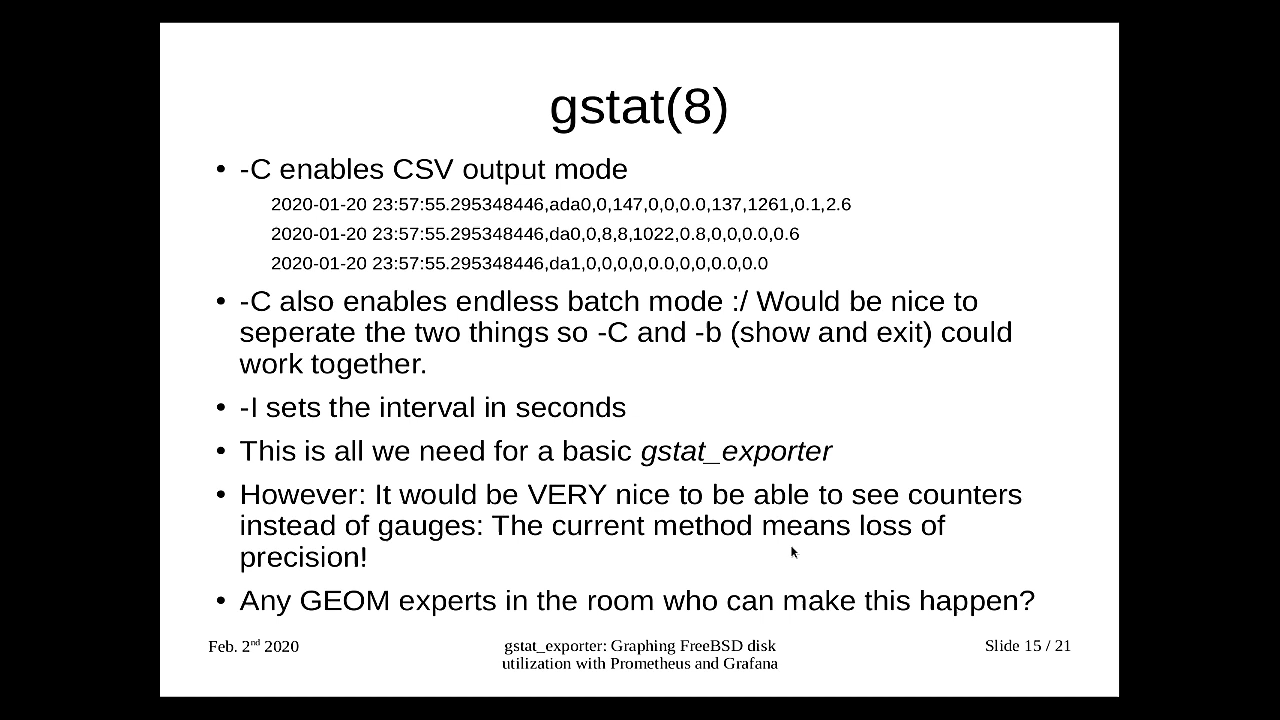 gstat(8)
• -C enables CSV output mode
2020-01-20 23:57:55.295348446,ada0,0,147,0,0,0.0,137,1261,0.1,2.6
2020-01-20 23:57:55.295348446,da0,0,8,8,1022,0.8,0,0,0.0,0.6
2020-01-20 23:57:55.295348446,da1,0,0,0,0,0.0,0,0,0.0,0.0
• -C also enables endless batch mode :/ Would be nice to
seperate the two things so -C and -b (show and exit) could
work together.
• -I sets the interval in seconds
• This is all we need for a basic gstat_exporter
• However: It would be VERY nice to be able to see counters
instead of gauges: The current method means loss of
precision!
• Any GEOM experts in the room who can make this happen?
Feb. 2nd 2020
gstat_exporter: Graphing FreeBSD disk
utilization with Prometheus and Grafana
Slide 15 / 21